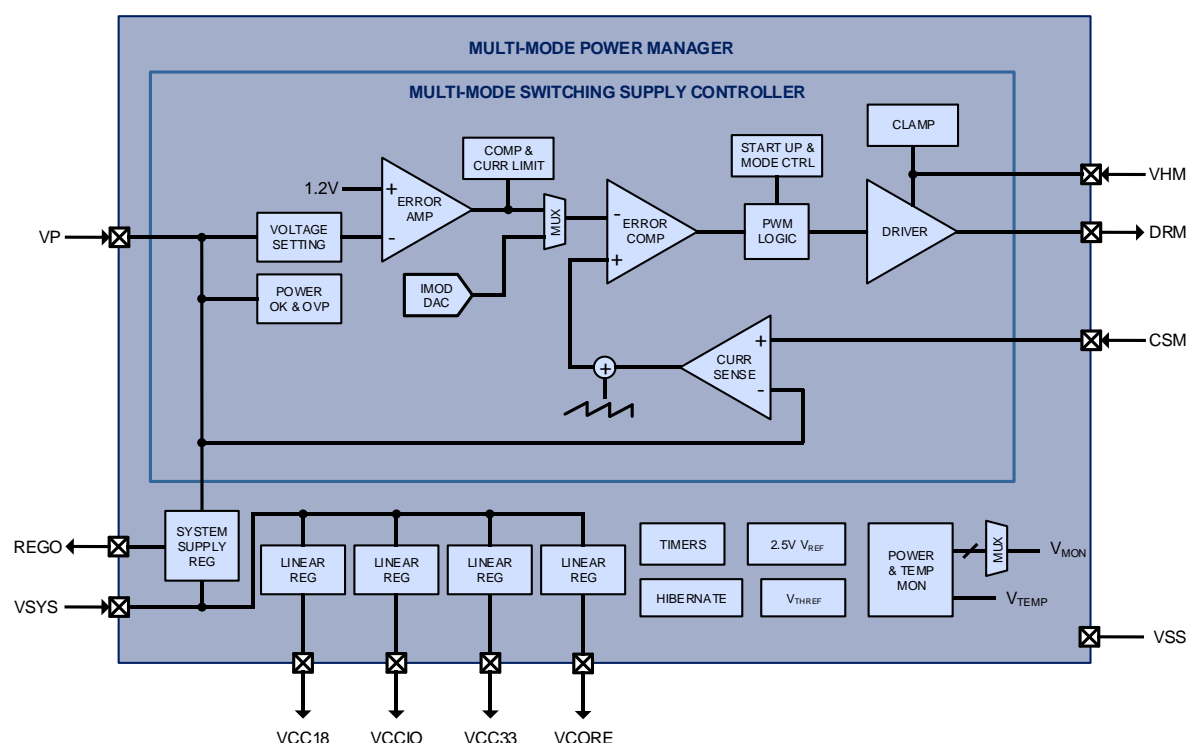 MULTI-MODE POWER MANAGER
MULTI-MODE SWITCHING SUPPLY CONTROLLER
CLAMP
COMP &
CURR LIMIT
START UP &
MODE CTRL
VHM
1.2V
+
ERROR
AMP
-
MUX
-
ERROR
COMP
+
PWM
LOGIC
DRIVER
DRM
VP
VOLTAGE
SETTING
POWER
OK & OVP
IMOD
DAC
+
CURR
SENSE
-
CSM
+
REGO
SYSTEM
SUPPLY
REG
VSYS
LINEAR
REG
LINEAR
REG
LINEAR
REG
LINEAR
REG
TIMERS
2.5V VREF
HIBERNATE
VTHREF
POWER
& TEMP
MON
MUX
VMON
VTEMP
VSS
VCC18
VCCIO
VCC33
VCORE